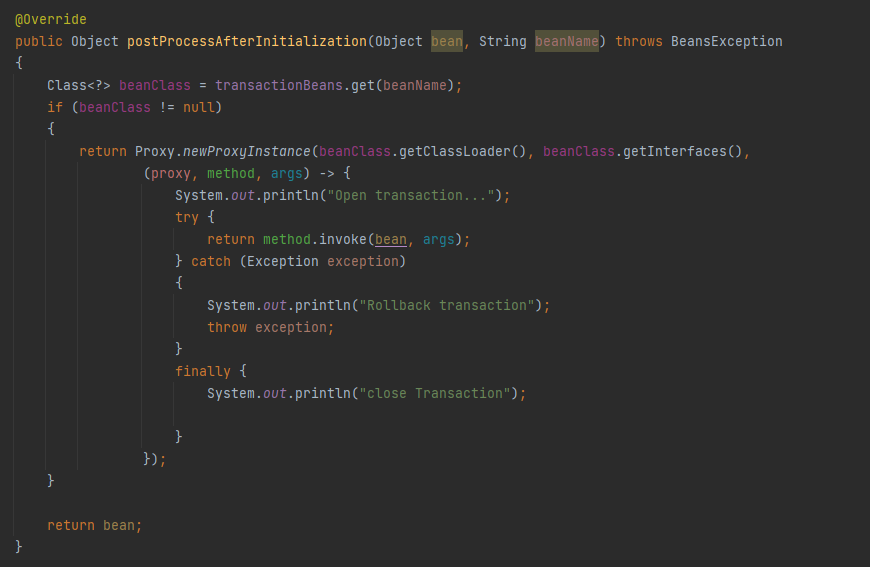 @Override
public Object postProcessAfterInitialization(Object bean, String beanName) throws BeansException
{
Class<?> beanClass = transactionBeans.get(beanName);
if (beanClass != null)
{
return Proxy.newProxyInstance(beanClass.getClassLoader(), beanClass.getInterfaces(),
(proxy, method, args) -> {
System.out.println("Open transaction...");
try {
return method.invoke(bean, args);
} catch (Exception exception)
{
System.out.println("Rollback transaction");
throw exception;
}
finally {
System.out.println("close Transaction");
}
});
}
return bean;
}